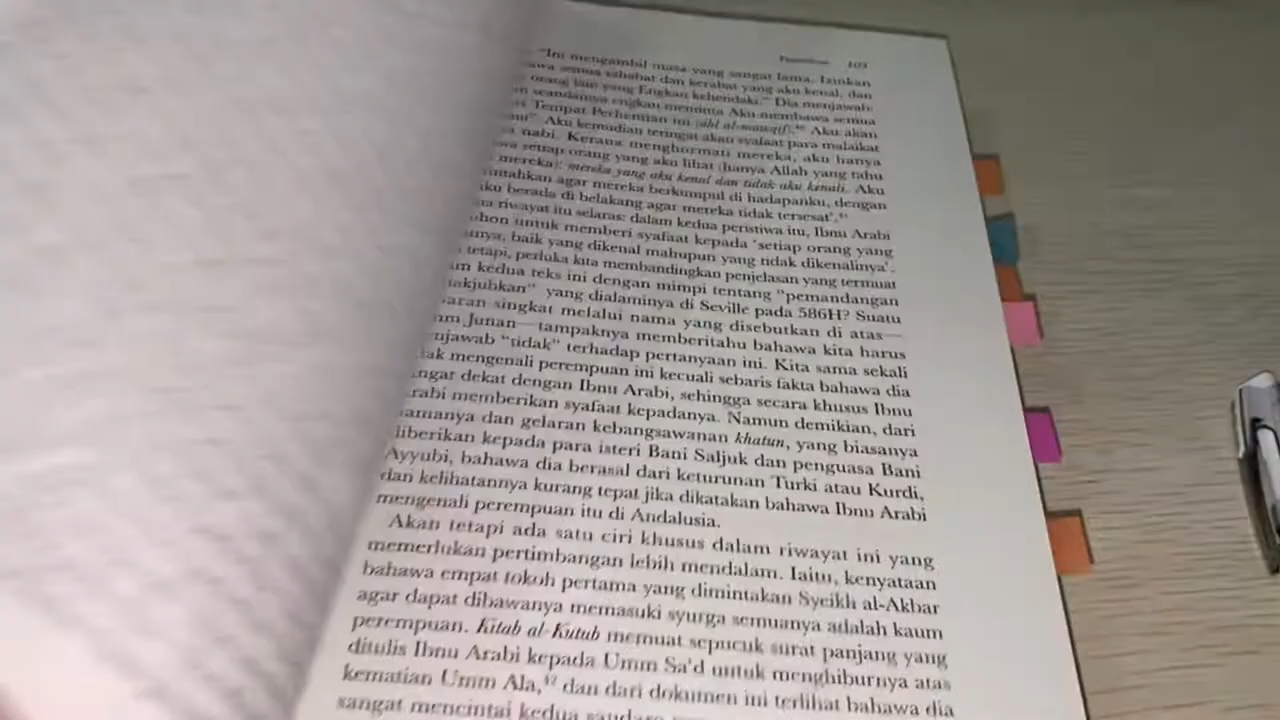 103
"Ini mengambil masa yang sangat lama. Izinkan
semua sahabat dan kerabat yang aku kenal, dan
orang lain yang Engkau kehendaki." Dia menjawab:
seandainya engkau meminta Aku membawa semua
Tempat Perhentian ini (ahl al-mawqif).⁴⁰ Aku akan
Aku kemudian teringat akan syafaat para malaikat
nabi. Kerana menghormati mereka, aku hanya
setiap orang yang aku lihat (hanya Allah yang tahu
mereka): mereka yang aku kenal dan tidak aku kenali. Aku
agar mereka berkumpul di hadapanku, dengan
aku berada di belakang agar mereka tidak tersesat'.⁴¹
riwayat itu selaras: dalam kedua peristiwa itu, Ibnu Arabi
untuk memberi syafaat kepada 'setiap orang yang
baik yang dikenal mahupun yang tidak dikenalinya'.
tetapi, perluka kita membandingkan penjelasan yang termuat
kedua teks ini dengan mimpi tentang "pemandangan
yang dialaminya di Seville pada 586H? Suatu
singkat melalui nama yang disebutkan di atas—
Junan—tampaknya memberitahu bahawa kita harus
"tidak" terhadap pertanyaan ini. Kita sama sekali
mengenali perempuan ini kecuali sebaris fakta bahawa dia
dekat dengan Ibnu Arabi, sehingga secara khusus Ibnu
memberikan syafaat kepadanya. Namun demikian, dari
namanya dan gelaran kebangsawanan khatun, yang biasanya
diberikan kepada para isteri Bani Saljuk dan penguasa Bani
Ayyubi, bahawa dia berasal dari keturunan Turki atau Kurdi,
dan kelihatannya kurang tepat jika dikatakan bahawa Ibnu Arabi
mengenali perempuan itu di Andalusia.
Akan tetapi ada satu ciri khusus dalam riwayat ini yang
memerlukan pertimbangan lebih mendalam. Iaitu, kenyataan
bahawa empat tokoh pertama yang dimintakan Syeikh al-Akbar
agar dapat dibawanya memasuki syurga semuanya adalah kaum
perempuan. Kitab al-Kutub memuat sepucuk surat panjang yang
ditulis Ibnu Arabi kepada Umm Sa'd untuk menghiburnya atas
kematian Umm Ala,⁴² dan dari dokumen ini terlihat bahawa dia
sangat mencintai kedua